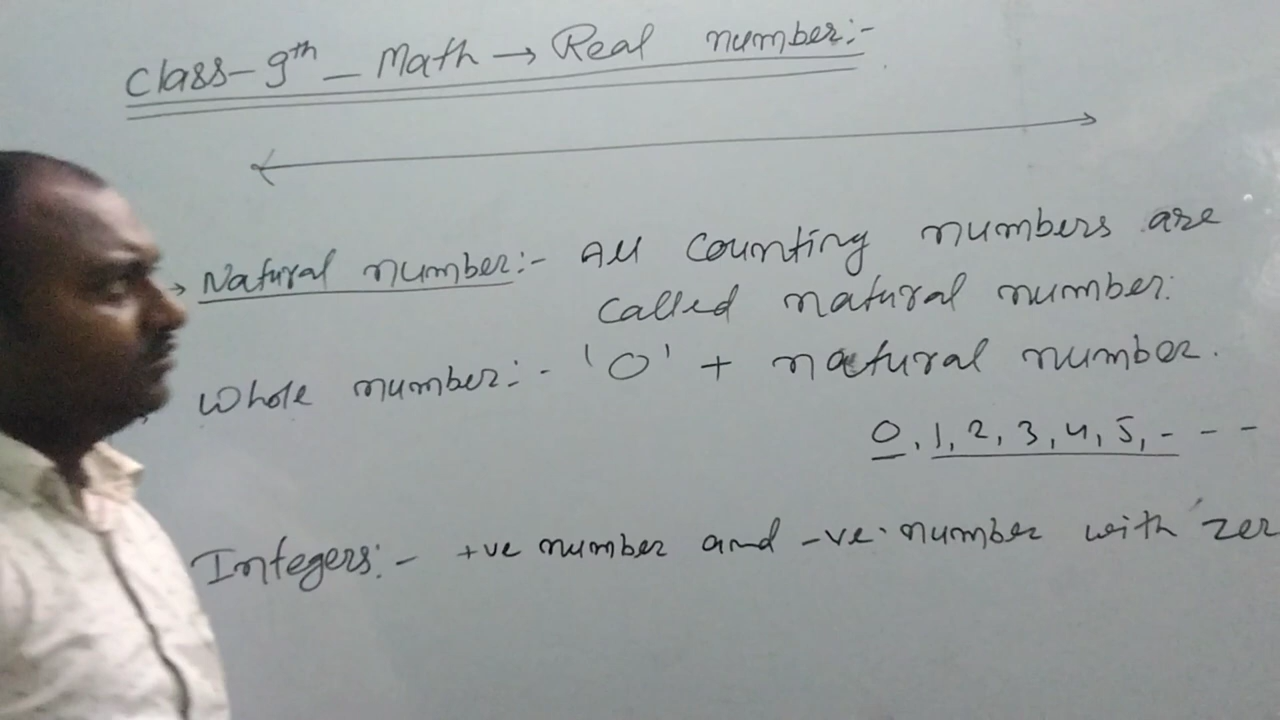 Class-9th - Math → Real number:-
→ Natural number:- All counting numbers are
called natural number.
Whole number:- '0' + natural number.
0, 1, 2, 3, 4, 5, - - -
Integers:- +ve number and -ve number with zer